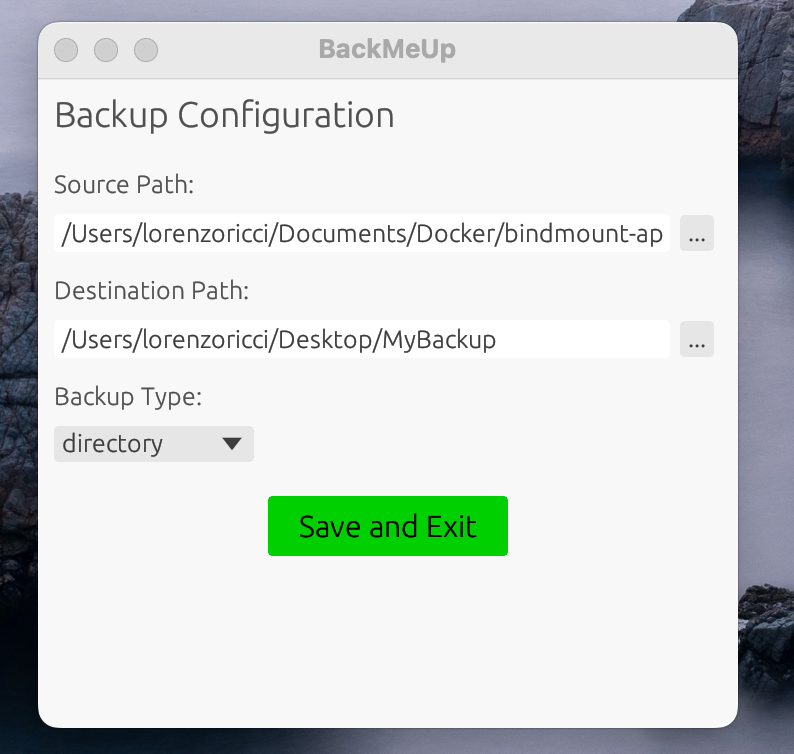 BackMeUp
Backup Configuration
Source Path:
/Users/lorenzoricci/Documents/Docker/bindmount-ap
...
Destination Path:
/Users/lorenzoricci/Desktop/MyBackup
...
Backup Type:
directory
Save and Exit